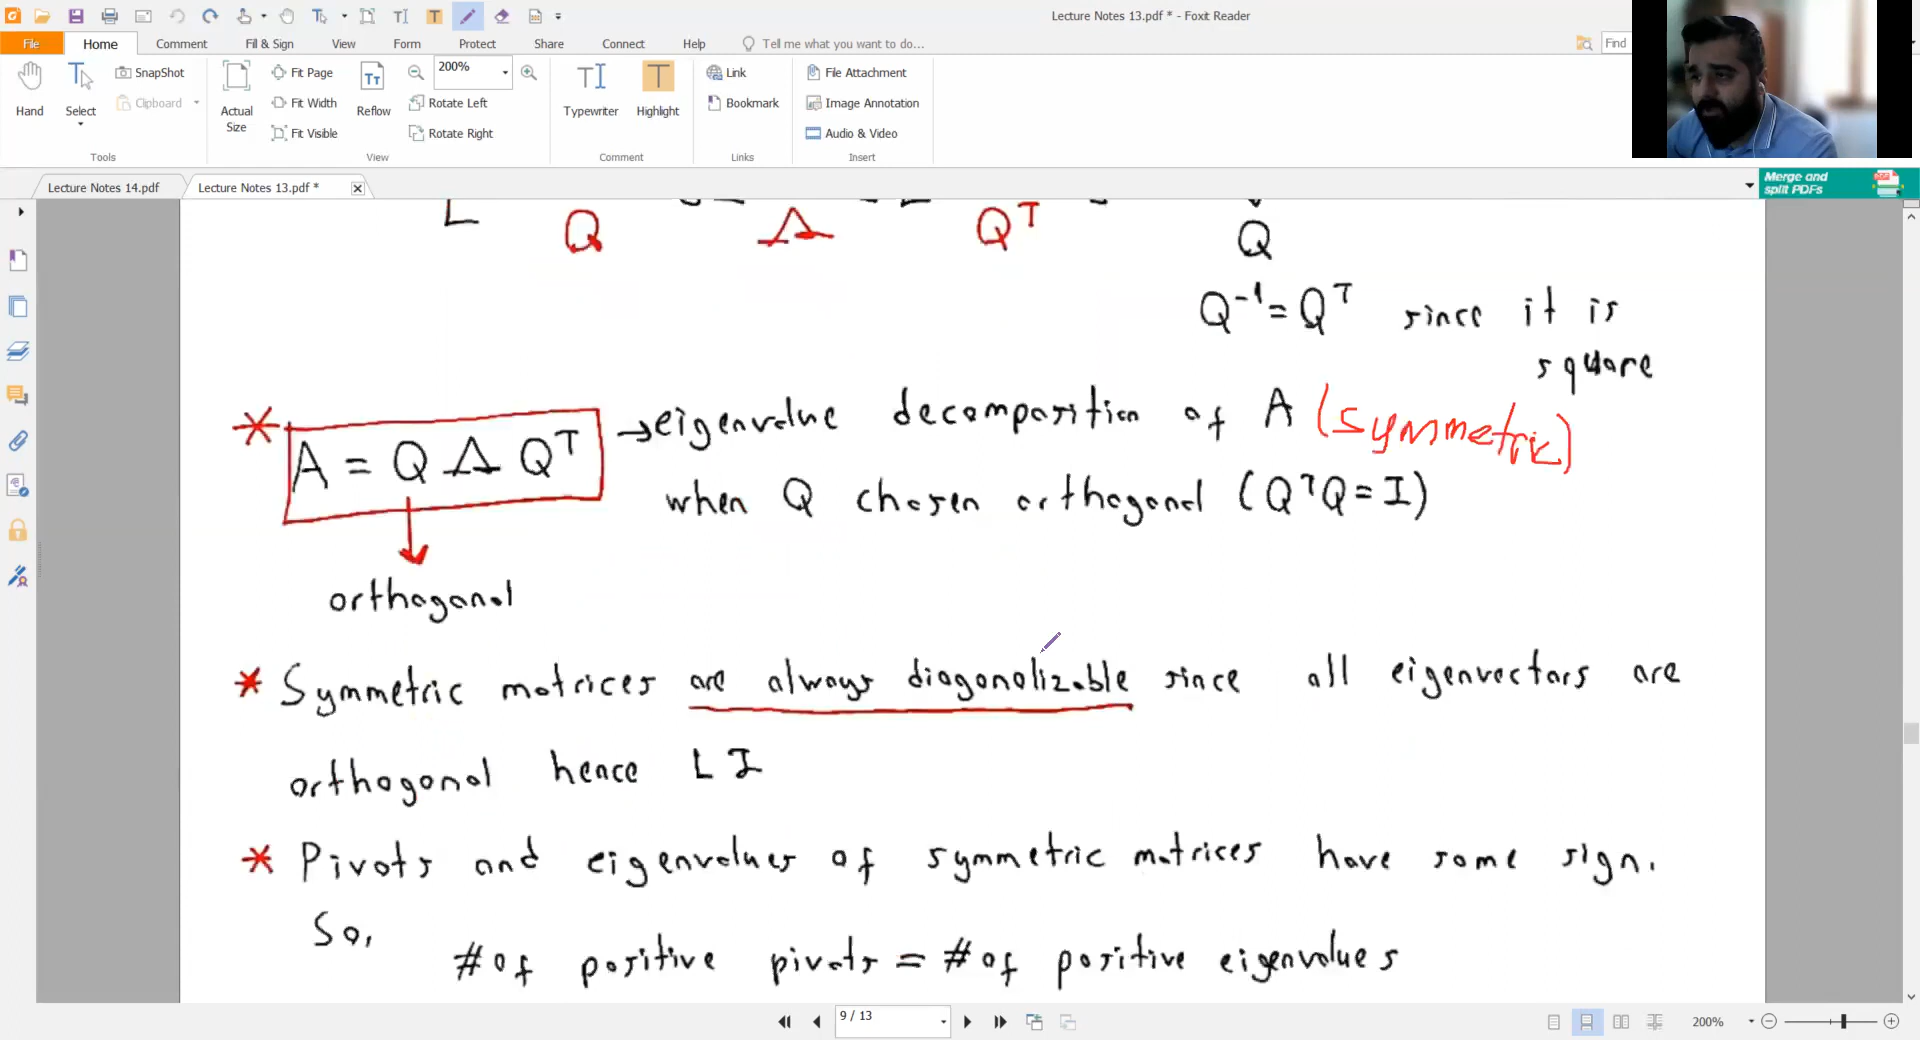 Lecture Notes 13.pdf * - Foxit Reader
File Home Comment Fill & Sign View Form Protect Share Connect Help Tell me what you want to do... Find
Hand Select SnapShot Clipboard Actual Size Fit Page Fit Width Fit Visible Reflow 200% Rotate Left Rotate Right Typewriter Highlight Link Bookmark File Attachment Image Annotation Audio & Video
Tools View Comment Links Insert
Lecture Notes 14.pdf Lecture Notes 13.pdf * Merge and split PDFs
Q Λ Qᵀ Q
Q⁻¹ = Qᵀ since it is
square
* A = Q Λ Qᵀ → eigenvalue decomposition of A (symmetric)
when Q chosen orthogonal (QᵀQ = I)
orthogonal
* Symmetric matrices are always diagonalizable since all eigenvectors are
orthogonal hence LI
* Pivots and eigenvalues of symmetric matrices have same sign.
So,
# of positive pivots = # of positive eigenvalues
9 / 13 200%